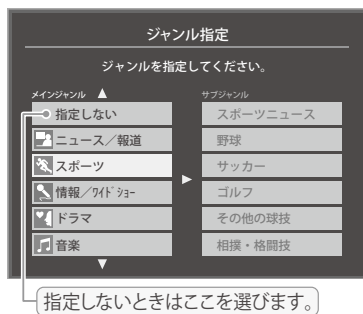 ジャンル指定
ジャンルを指定してください。
メインジャンル
サブジャンル
指定しない
スポーツニュース
ニュース／報道
野球
スポーツ
サッカー
情報／ワイドショー
ゴルフ
ドラマ
その他の球技
音楽
相撲・格闘技
指定しないときはここを選びます。